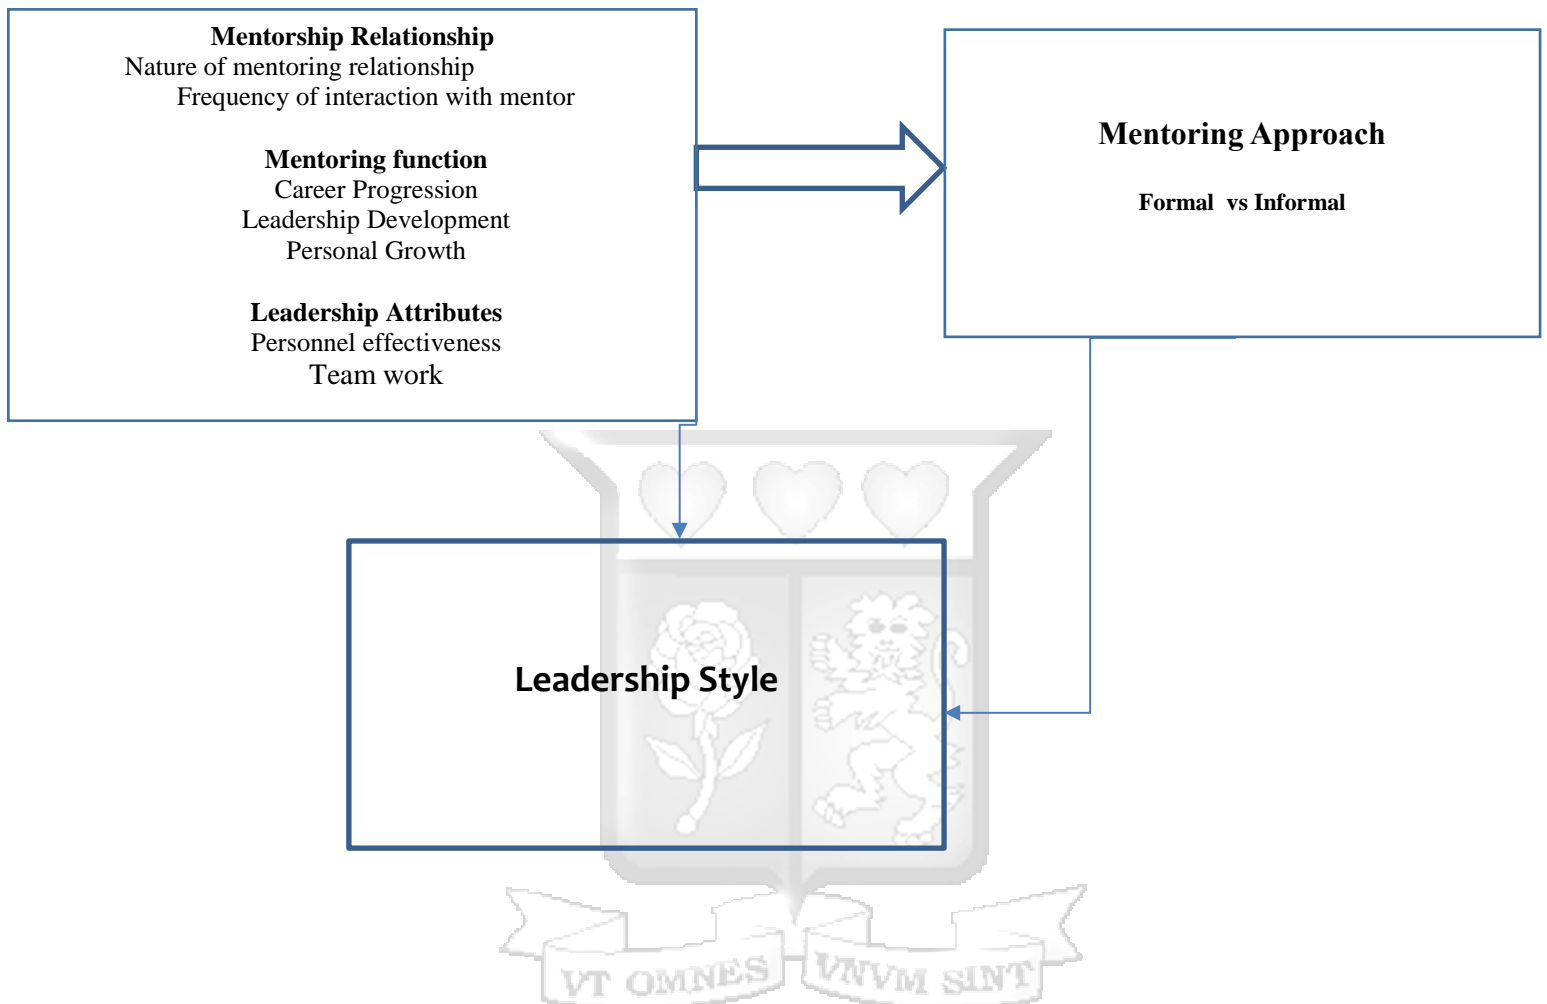 Mentorship Relationship
Nature of mentoring relationship
Frequency of interaction with mentor
Mentoring function
Career Progression
Leadership Development
Personal Growth
Leadership Attributes
Personnel effectiveness
Team work
Mentoring Approach
Formal vs Informal
Leadership Style
VT OMNES VNVM SINT